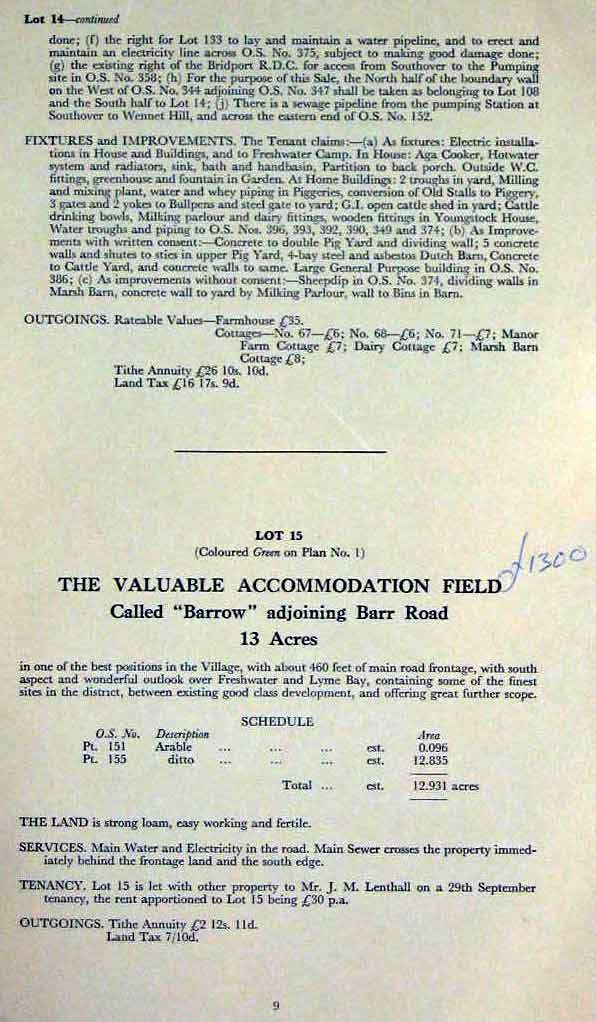 Lot 14—continued
done; (f) the right for Lot 133 to lay and maintain a water pipeline, and to erect and
maintain an electricity line across O.S. No. 375, subject to making good damage done;
(g) the existing right of the Bridport R.D.C. for access from Southover to the Pumping
site in O.S. No. 358; (h) For the purpose of this Sale, the North half of the boundary wall
on the West of O.S. No. 344 adjoining O.S. No. 347 shall be taken as belonging to Lot 108
and the South half to Lot 14; (j) There is a sewage pipeline from the pumping Station at
Southover to Wennet Hill, and across the eastern end of O.S. No. 152.
FIXTURES and IMPROVEMENTS. The Tenant claims:—(a) As fixtures: Electric installa-
tions in House and Buildings, and to Freshwater Camp. In House: Aga Cooker, Hotwater
system and radiators, sink, bath and handbasin, Partition to back porch. Outside W.C.
fittings, greenhouse and fountain in Garden. At Home Buildings: 2 troughs in yard, Milling
and mixing plant, water and whey piping in Piggeries, conversion of Old Stalls to Piggery,
3 gates and 2 yokes to Bullpens and steel gate to yard; G.I. open cattle shed in yard; Cattle
drinking bowls, Milking parlour and dairy fittings, wooden fittings in Youngstock House,
Water troughs and piping to O.S. Nos. 396, 393, 392, 390, 349 and 374; (b) As Improve-
ments with written consent:—Concrete to double Pig Yard and dividing wall; 5 concrete
walls and shutes to sties in upper Pig Yard, 4-bay steel and asbestos Dutch Barn, Concrete
to Cattle Yard, and concrete walls to same. Large General Purpose building in O.S. No.
386; (c) As improvements without consent:—Sheepdip in O.S. No. 374, dividing walls in
Marsh Barn, concrete wall to yard by Milking Parlour, wall to Bins in Barn.
OUTGOINGS. Rateable Values—Farmhouse £35.
Cottages—No. 67—£6; No. 68—£6; No. 71—£7; Manor
Farm Cottage £7; Dairy Cottage £7; Marsh Barn
Cottage £8;
Tithe Annuity £26 10s. 10d.
Land Tax £16 17s. 9d.
LOT 15
(Coloured Green on Plan No. 1)
£1300
THE VALUABLE ACCOMMODATION FIELD
Called "Barrow" adjoining Barr Road
13 Acres
in one of the best positions in the Village, with about 460 feet of main road frontage, with south
aspect and wonderful outlook over Freshwater and Lyme Bay, containing some of the finest
sites in the district, between existing good class development, and offering great further scope.
SCHEDULE
O.S. No. Description Area
Pt. 151 Arable ... ... ... est. 0.096
Pt. 155 ditto ... ... ... est. 12.835
Total ... est. 12.931 acres
THE LAND is strong loam, easy working and fertile.
SERVICES. Main Water and Electricity in the road. Main Sewer crosses the property immed-
iately behind the frontage land and the south edge.
TENANCY. Lot 15 is let with other property to Mr. J. M. Lenthall on a 29th September
tenancy, the rent apportioned to Lot 15 being £30 p.a.
OUTGOINGS. Tithe Annuity £2 12s. 11d.
Land Tax 7/10d.
9